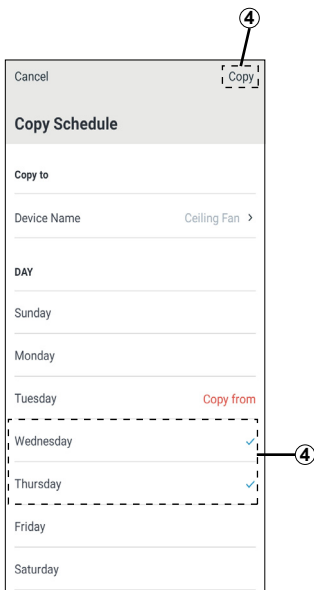 ④
Cancel Copy
Copy Schedule
Copy to
Device Name Ceiling Fan >
DAY
Sunday
Monday
Tuesday Copy from
Wednesday
④
Thursday
Friday
Saturday